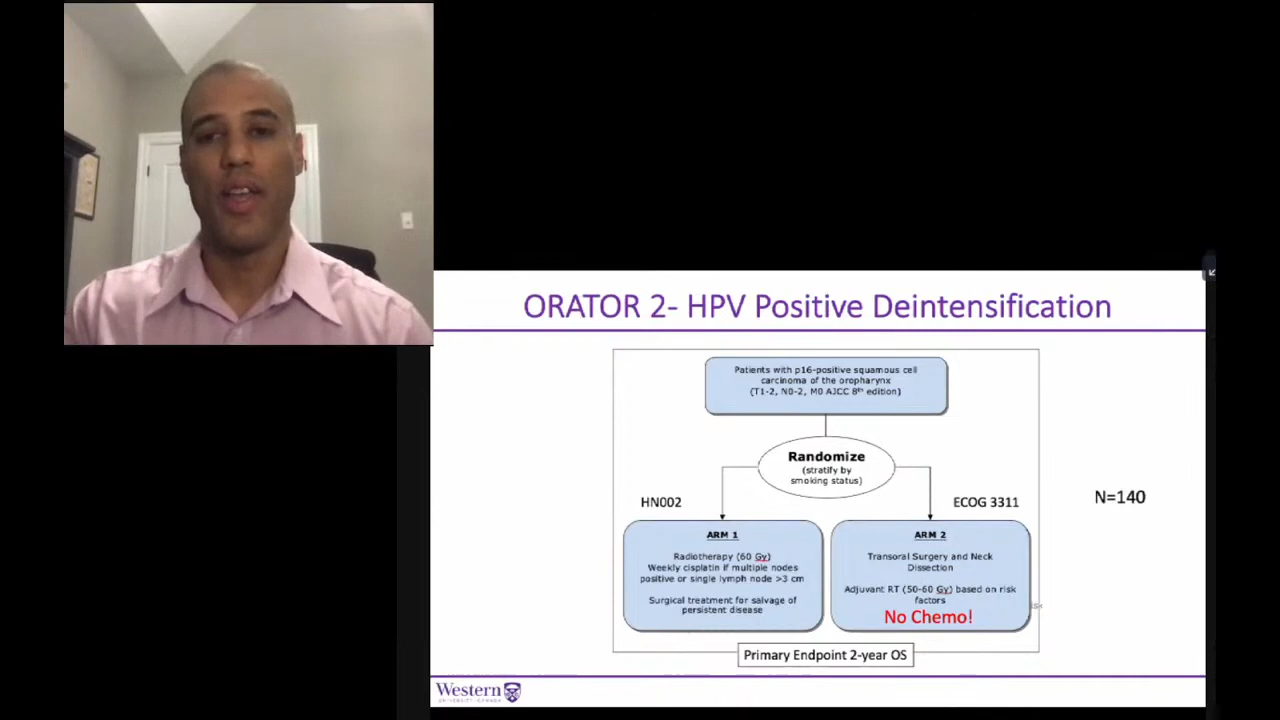 ORATOR 2- HPV Positive Deintensification
Patients with p16-positive squamous cell
carcinoma of the oropharynx
(T1-2, N0-2, M0 AJCC 8th edition)
Randomize
(stratify by
smoking status)
HN002
ECOG 3311
N=140
ARM 1
Radiotherapy (60 Gy)
Weekly cisplatin if multiple nodes
positive or single lymph node >3 cm
Surgical treatment for salvage of
persistent disease
ARM 2
Transoral Surgery and Neck
Dissection
Adjuvant RT (50-60 Gy) based on risk
factors
No Chemo!
Primary Endpoint 2-year OS
Western
UNIVERSITY · CANADA